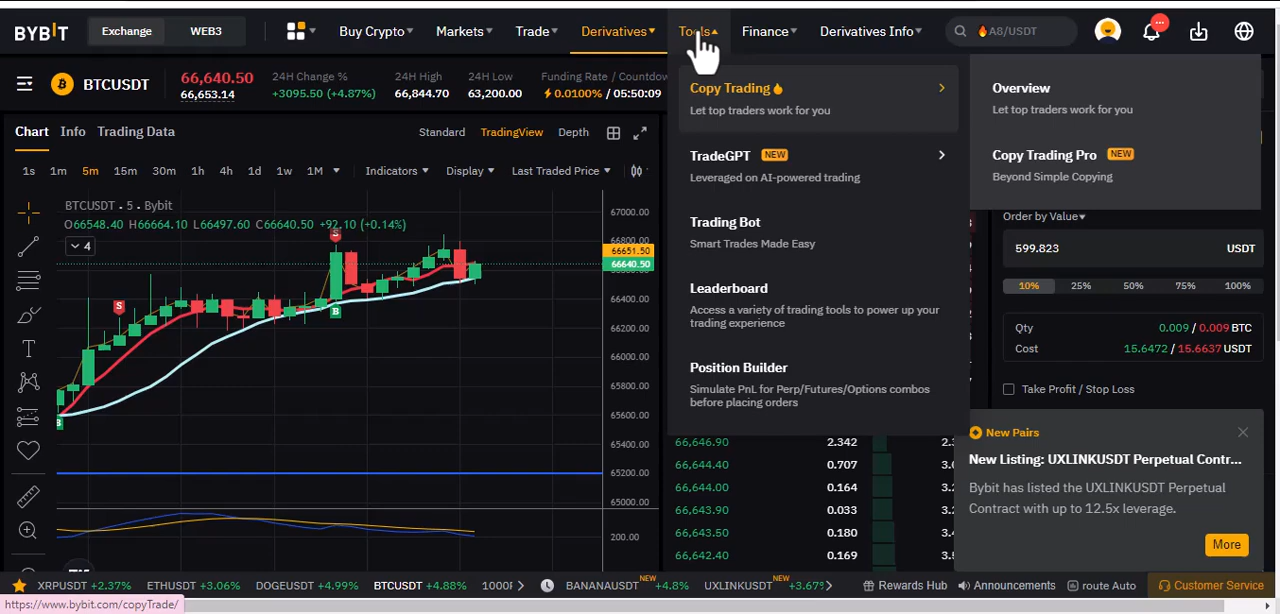 BYBIT Exchange WEB3 Buy Crypto Markets Trade Derivatives Tools Finance Derivatives Info A8/USDT
BTCUSDT 66,640.50 66,653.14 24H Change % +3095.50 (+4.87%) 24H High 66,844.70 24H Low 63,200.00 Funding Rate / Countdow 0.0100% / 05:50:09
Chart Info Trading Data Standard TradingView Depth
1s 1m 5m 15m 30m 1h 4h 1d 1w 1M Indicators Display Last Traded Price
BTCUSDT · 5 · Bybit
O66548.40 H66664.10 L66497.60 C66640.50 +92.10 (+0.14%)
4
S
S
B
B
67000.00
66800.00
66651.50
66640.50
66400.00
66200.00
66000.00
65800.00
65600.00
65400.00
65200.00
65000.00
200.00
Copy Trading
Let top traders work for you
TradeGPT NEW
Leveraged on AI-powered trading
Trading Bot
Smart Trades Made Easy
Leaderboard
Access a variety of trading tools to power up your
trading experience
Position Builder
Simulate PnL for Perp/Futures/Options combos
before placing orders
Overview
Let top traders work for you
Copy Trading Pro NEW
Beyond Simple Copying
Order by Value
599.823 USDT
10% 25% 50% 75% 100%
Qty 0.009 / 0.009 BTC
Cost 15.6472 / 15.6637 USDT
Take Profit / Stop Loss
66,646.90 2.342 2.
66,644.40 0.707 3.
66,644.00 0.164 3.
66,643.90 0.033 3.
66,643.50 0.180 3.
66,642.40 0.169 3.
New Pairs
New Listing: UXLINKUSDT Perpetual Contr...
Bybit has listed the UXLINKUSDT Perpetual
Contract with up to 12.5x leverage.
More
XRPUSDT +2.37% ETHUSDT +3.06% DOGEUSDT +4.99% BTCUSDT +4.88% 1000F BANANAUSDT NEW +4.8% UXLINKUSDT NEW +3.67% Rewards Hub Announcements route Auto Customer Service
https://www.bybit.com/copyTrade/